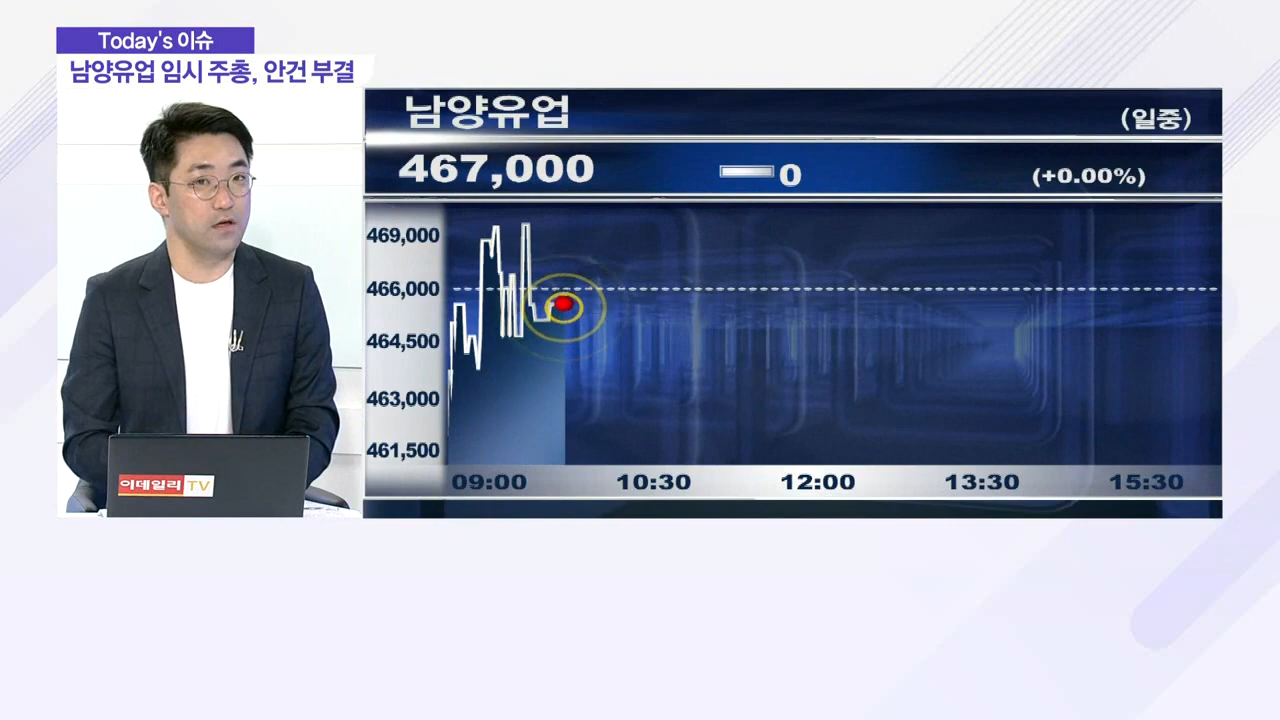 Today's 이슈
남양유업 임시 주총, 안건 부결
남양유업
(일중)
467,000 0 (+0.00%)
469,000
466,000
464,500
463,000
461,500
09:00 10:30 12:00 13:30 15:30
이데일리 TV